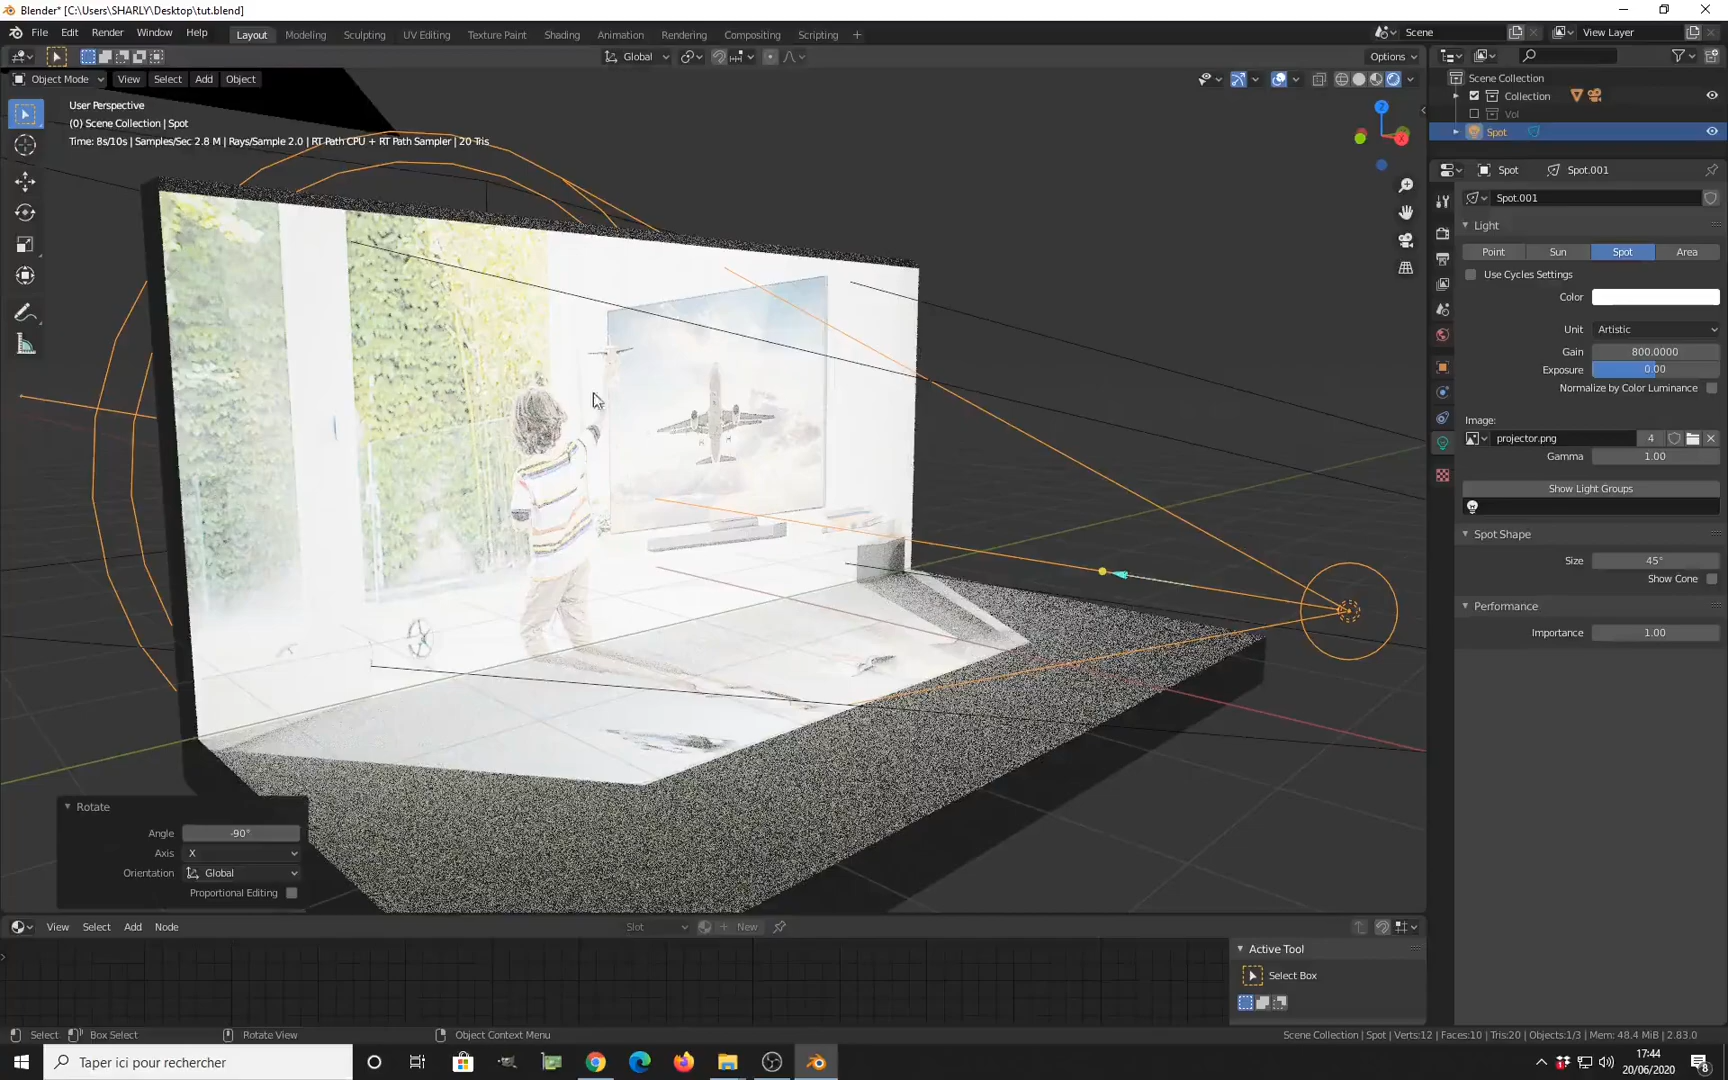 Blender* [C:\Users\SHARLY\Desktop\tut.blend]
File Edit Render Window Help
Layout Modeling Sculpting UV Editing Texture Paint Shading Animation Rendering Compositing Scripting +
Scene
View Layer
Global
Options
Object Mode View Select Add Object
User Perspective
(0) Scene Collection | Spot
Time: 8s/10s | Samples/Sec 2.8 M | Rays/Sample 2.0 | RT Path CPU + RT Path Sampler | 20 Tris
Z
X
Scene Collection
Collection
Vol
Spot
Spot
Spot.001
Spot.001
Light
Point Sun Spot Area
Use Cycles Settings
Color
Unit Artistic
Gain 800.0000
Exposure 0.00
Normalize by Color Luminance
Image:
projector.png 4
Gamma 1.00
Show Light Groups
Spot Shape
Size 45°
Show Cone
Performance
Importance 1.00
Rotate
Angle -90°
Axis X
Orientation Global
Proportional Editing
View Select Add Node
Slot
New
Active Tool
Select Box
Select
Box Select
Rotate View
Object Context Menu
Scene Collection | Spot | Verts:12 | Faces:10 | Tris:20 | Objects:1/3 | Mem: 48.4 MiB | 2.83.0
Taper ici pour rechercher
17:44
20/06/2020
8